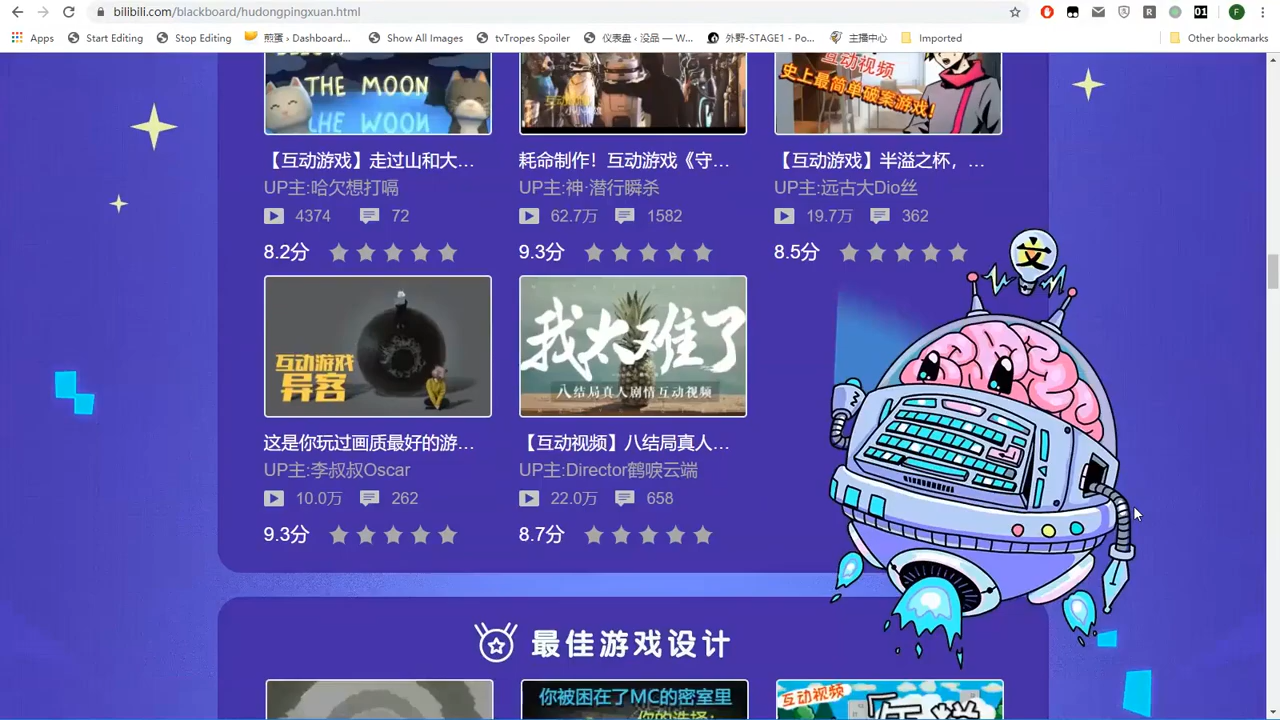 bilibili.com/blackboard/hudongpingxuan.html
Apps Start Editing Stop Editing 煎蛋 › Dashboard... Show All Images tvTropes Spoiler 仪表盘 ‹ 没品 — W... 外野-STAGE1 - Po... 主播中心 Imported Other bookmarks
THE MOON
THE WOON
互动视频
史上最简单破案游戏！
【互动游戏】走过山和大... 耗命制作！互动游戏《守... 【互动游戏】半溢之杯，...
UP主:哈欠想打嗝 UP主:神·潜行瞬杀 UP主:远古大Dio丝
4374 72 62.7万 1582 19.7万 362
8.2分 9.3分 8.5分
文
互动游戏
异客
我太难了
八结局真人剧情互动视频
这是你玩过画质最好的游... 【互动视频】八结局真人...
UP主:李叔叔Oscar UP主:Director鹤唳云端
10.0万 262 22.0万 658
9.3分 8.7分
最佳游戏设计
你被困在了MC的密室里
你的选择:
互动视频